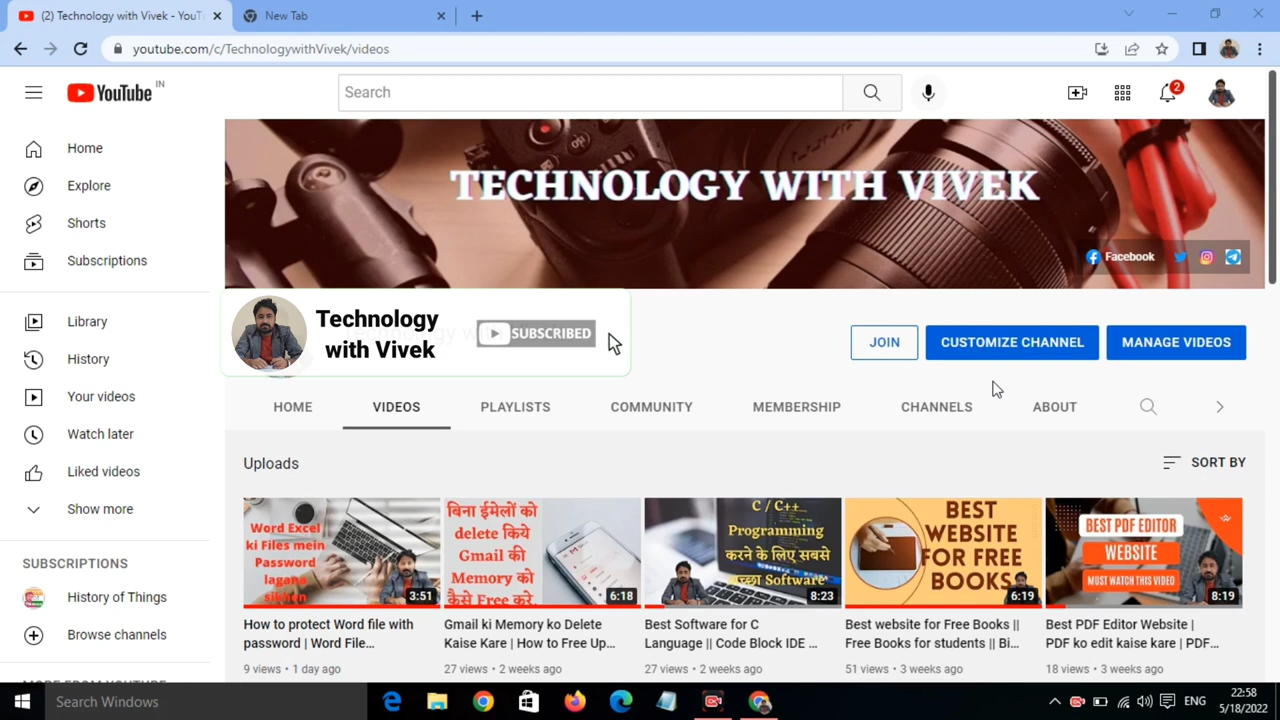 (2) Technology with Vivek - YouT
New Tab
youtube.com/c/TechnologywithVivek/videos
YouTube IN
Search
2
Home
Explore
Shorts
Subscriptions
Library
History
Your videos
Watch later
Liked videos
Show more
SUBSCRIPTIONS
History of Things
Browse channels
TECHNOLOGY WITH VIVEK
Facebook
Technology
with Vivek
SUBSCRIBED
JOIN
CUSTOMIZE CHANNEL
MANAGE VIDEOS
HOME
VIDEOS
PLAYLISTS
COMMUNITY
MEMBERSHIP
CHANNELS
ABOUT
Uploads
SORT BY
Word Excel
ki Files mein
Password
lagana
sikhen
3:51
How to protect Word file with
password | Word File...
9 views • 1 day ago
बिना ईमेलों को
delete किये
Gmail की
Memory को
कैसे Free करे.
6:18
Gmail ki Memory ko Delete
Kaise Kare | How to Free Up...
27 views • 2 weeks ago
C / C++
Programming
करने के लिए सबसे
अच्छा Software
8:23
Best Software for C
Language || Code Block IDE ...
27 views • 2 weeks ago
BEST
WEBSITE
FOR FREE
BOOKS
6:19
Best website for Free Books ||
Free Books for students || Bi...
51 views • 3 weeks ago
BEST PDF EDITOR
WEBSITE
MUST WATCH THIS VIDEO
8:19
Best PDF Editor Website |
PDF ko edit kaise kare | PDF...
18 views • 3 weeks ago
Search Windows
ENG
22:58
5/18/2022